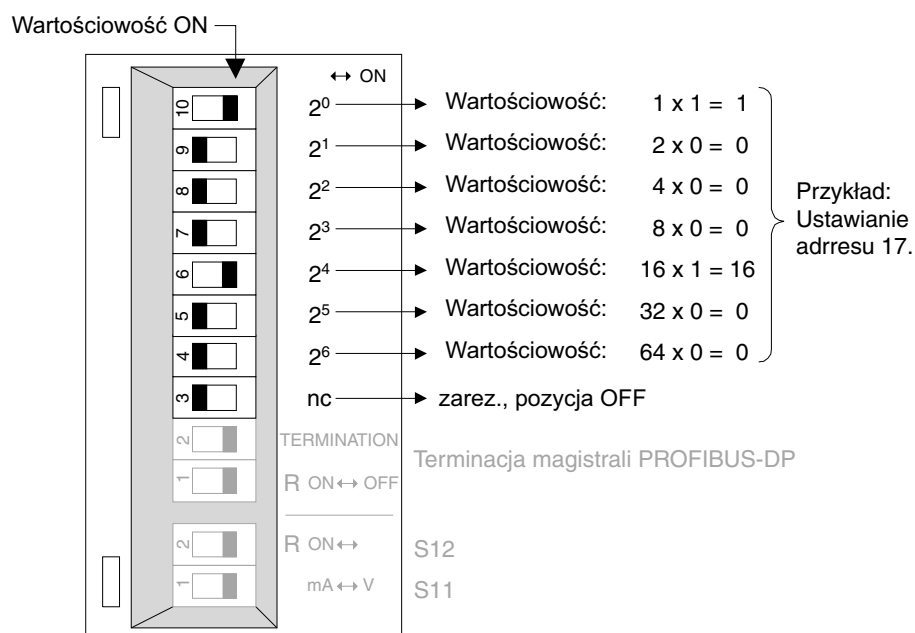 Wartościowość ON
↔ ON
10 2⁰ Wartościowość: 1 x 1 = 1
9 2¹ Wartościowość: 2 x 0 = 0
8 2² Wartościowość: 4 x 0 = 0
7 2³ Wartościowość: 8 x 0 = 0
6 2⁴ Wartościowość: 16 x 1 = 16
5 2⁵ Wartościowość: 32 x 0 = 0
4 2⁶ Wartościowość: 64 x 0 = 0
Przykład:
Ustawianie
adrresu 17.
3 nc zarez., pozycja OFF
2 TERMINATION
1 R ON ↔ OFF
Terminacja magistrali PROFIBUS-DP
2 R ON ↔ S12
1 mA ↔ V S11